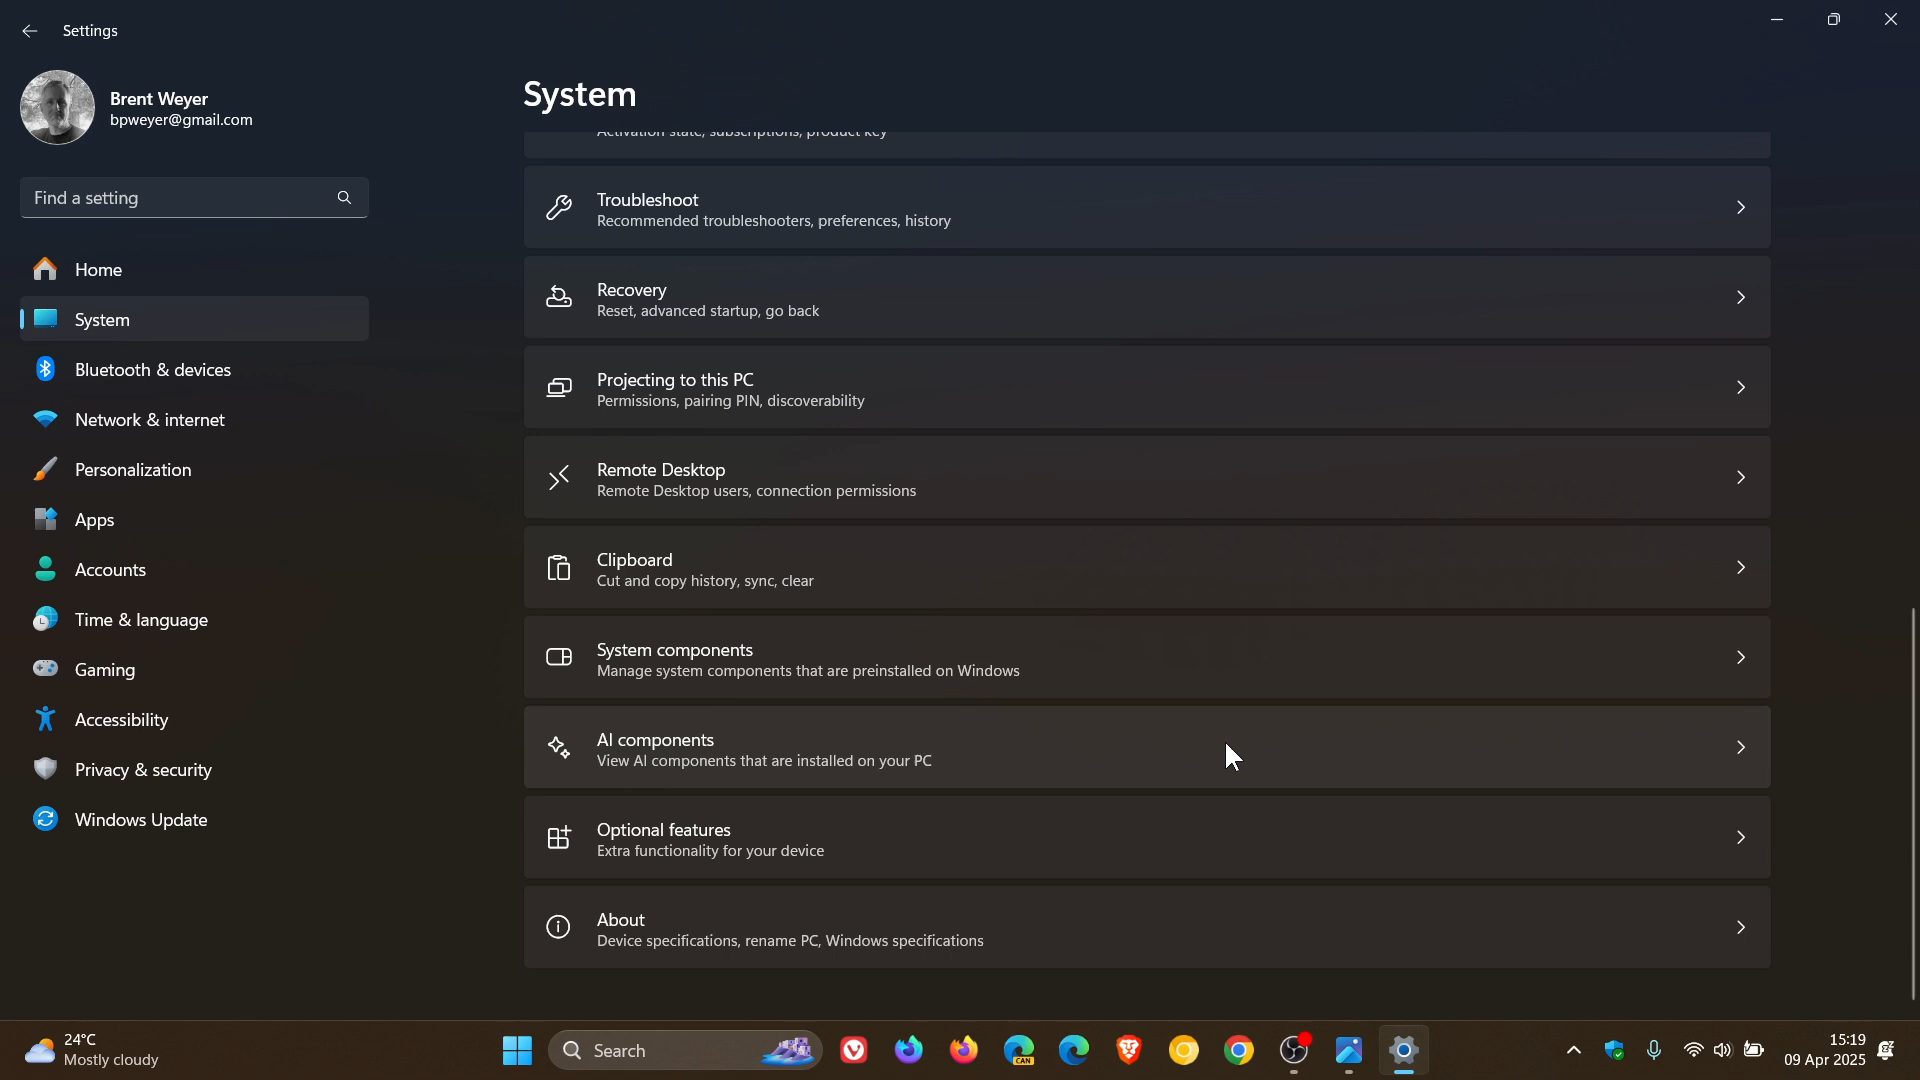 Settings
Brent Weyer
bpweyer@gmail.com
Find a setting
Home
System
Bluetooth & devices
Network & internet
Personalization
Apps
Accounts
Time & language
Gaming
Accessibility
Privacy & security
Windows Update
System
Activation state, subscriptions, product key
Troubleshoot
Recommended troubleshooters, preferences, history
Recovery
Reset, advanced startup, go back
Projecting to this PC
Permissions, pairing PIN, discoverability
Remote Desktop
Remote Desktop users, connection permissions
Clipboard
Cut and copy history, sync, clear
System components
Manage system components that are preinstalled on Windows
AI components
View AI components that are installed on your PC
Optional features
Extra functionality for your device
About
Device specifications, rename PC, Windows specifications
24°C
Mostly cloudy
Search
CAN
15:19
09 Apr 2025